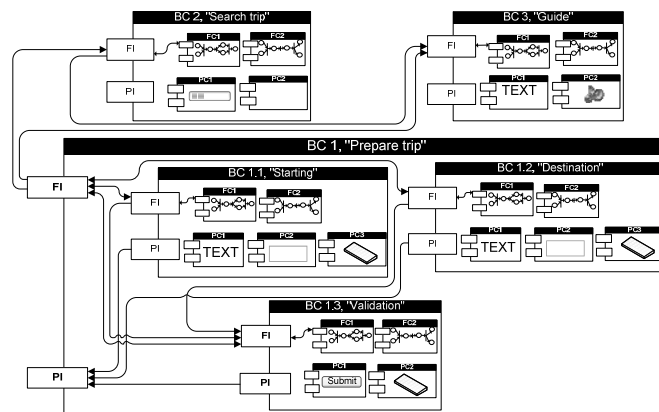 BC 2, "Search trip"
FI
FC1
FC2
PI
PC1
PC2
BC 3, "Guide"
FI
FC1
FC2
PI
PC1
TEXT
PC2
BC 1, "Prepare trip"
FI
BC 1.1, "Starting"
FI
FC1
FC2
PI
PC1
TEXT
PC2
PC3
BC 1.2, "Destination"
FI
FC1
FC2
PI
PC1
TEXT
PC2
PC3
BC 1.3, "Validation"
FI
FC1
FC2
PI
PC1
Submit
PC2
PI